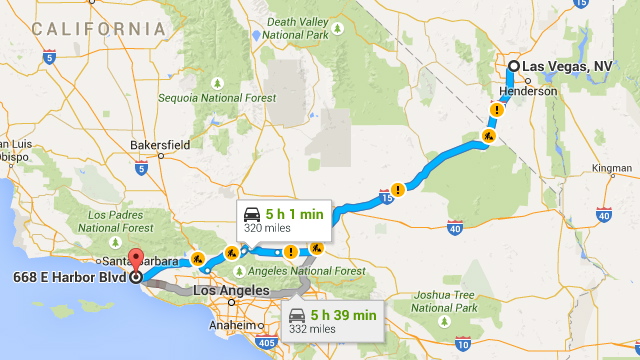 CALIFORNIA
Death Valley
National Park
5
Las Vegas, NV
Henderson
Sequoia National Forest
Bakersfield
San Luis
Obispo
5
Kingman
15
40
40
Los Padres
National Forest
5 h 1 min
320 miles
Santa Barbara
668 E Harbor Blvd
Angeles National Forest
Los Angeles
5 h 39 min
332 miles
Joshua Tree
National Park
Anaheim
405